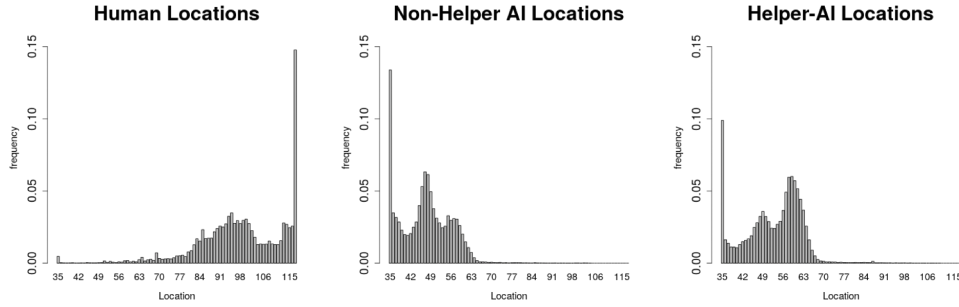 Human Locations
Non-Helper AI Locations
Helper-AI Locations
0.15
0.10
0.05
0.00
frequency
35 42 49 56 63 70 77 84 91 98 106 115
Location
0.15
0.10
0.05
0.00
frequency
35 42 49 56 63 70 77 84 91 98 106 115
Location
0.15
0.10
0.05
0.00
frequency
35 42 49 56 63 70 77 84 91 98 106 115
Location